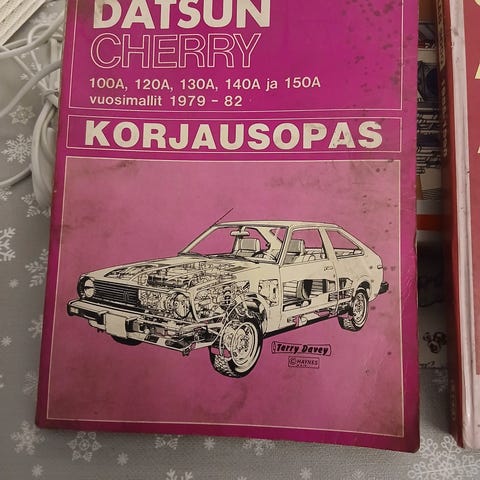 DATSUN
CHERRY
100A, 120A, 130A, 140A ja 150A
vuosimallit 1979 - 82
KORJAUSOPAS
Terry Davey
© HAYNES